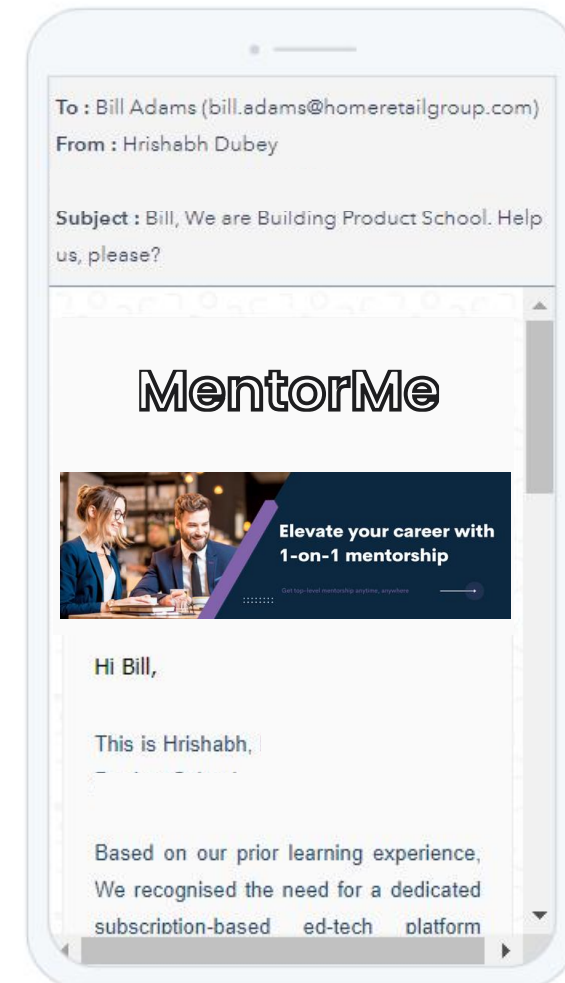 To : Bill Adams (bill.adams@homeretailgroup.com)
From : Hrishabh Dubey
Subject : Bill, We are Building Product School. Help
us, please?
MentorMe
Elevate your career with
1-on-1 mentorship
Get top-level mentorship anytime, anywhere
Hi Bill,
This is Hrishabh,
Based on our prior learning experience,
We recognised the need for a dedicated
subscription-based ed-tech platform